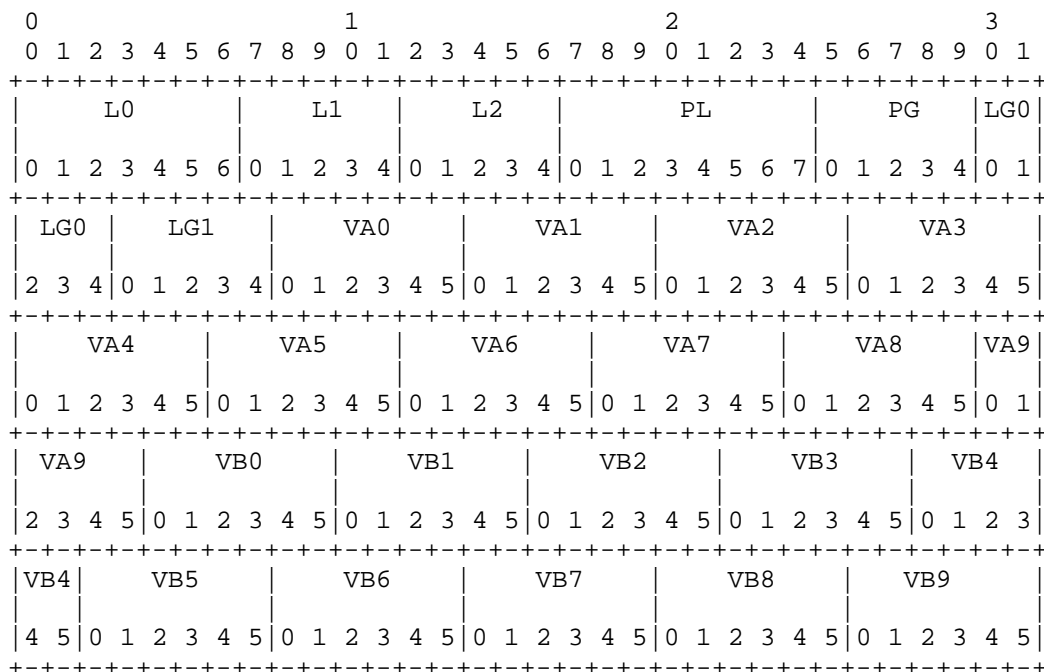 0 1 2 3
0 1 2 3 4 5 6 7 8 9 0 1 2 3 4 5 6 7 8 9 0 1 2 3 4 5 6 7 8 9 0 1
+-+-+-+-+-+-+-+-+-+-+-+-+-+-+-+-+-+-+-+-+-+-+-+-+-+-+-+-+-+-+-+-+
| L0 | L1 | L2 | PL | PG |LG0|
| | | | | | |
|0 1 2 3 4 5 6|0 1 2 3 4|0 1 2 3 4|0 1 2 3 4 5 6 7|0 1 2 3 4|0 1|
+-+-+-+-+-+-+-+-+-+-+-+-+-+-+-+-+-+-+-+-+-+-+-+-+-+-+-+-+-+-+-+-+
| LG0 | LG1 | VA0 | VA1 | VA2 | VA3 |
| | | | | | |
|2 3 4|0 1 2 3 4|0 1 2 3 4 5|0 1 2 3 4 5|0 1 2 3 4 5|0 1 2 3 4 5|
+-+-+-+-+-+-+-+-+-+-+-+-+-+-+-+-+-+-+-+-+-+-+-+-+-+-+-+-+-+-+-+-+
| VA4 | VA5 | VA6 | VA7 | VA8 |VA9|
| | | | | | |
|0 1 2 3 4 5|0 1 2 3 4 5|0 1 2 3 4 5|0 1 2 3 4 5|0 1 2 3 4 5|0 1|
+-+-+-+-+-+-+-+-+-+-+-+-+-+-+-+-+-+-+-+-+-+-+-+-+-+-+-+-+-+-+-+-+
| VA9 | VB0 | VB1 | VB2 | VB3 | VB4 |
| | | | | | |
|2 3 4 5|0 1 2 3 4 5|0 1 2 3 4 5|0 1 2 3 4 5|0 1 2 3 4 5|0 1 2 3|
+-+-+-+-+-+-+-+-+-+-+-+-+-+-+-+-+-+-+-+-+-+-+-+-+-+-+-+-+-+-+-+-+
|VB4| VB5 | VB6 | VB7 | VB8 | VB9 |
| | | | | | |
|4 5|0 1 2 3 4 5|0 1 2 3 4 5|0 1 2 3 4 5|0 1 2 3 4 5|0 1 2 3 4 5|
+-+-+-+-+-+-+-+-+-+-+-+-+-+-+-+-+-+-+-+-+-+-+-+-+-+-+-+-+-+-+-+-+